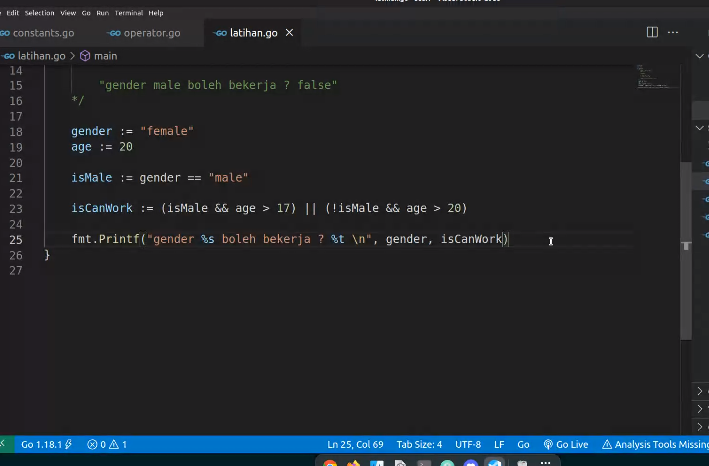 Edit Selection View Go Run Terminal Help
constants.go operator.go latihan.go
latihan.go > main
14
15 "gender male boleh bekerja ? false"
16 */
17
18 gender := "female"
19 age := 20
20
21 isMale := gender == "male"
22
23 isCanWork := (isMale && age > 17) || (!isMale && age > 20)
24
25 fmt.Printf("gender %s boleh bekerja ? %t \n", gender, isCanWork)
26 }
27
Go 1.18.1 0 1 Ln 25, Col 69 Tab Size: 4 UTF-8 LF Go Go Live Analysis Tools Missing